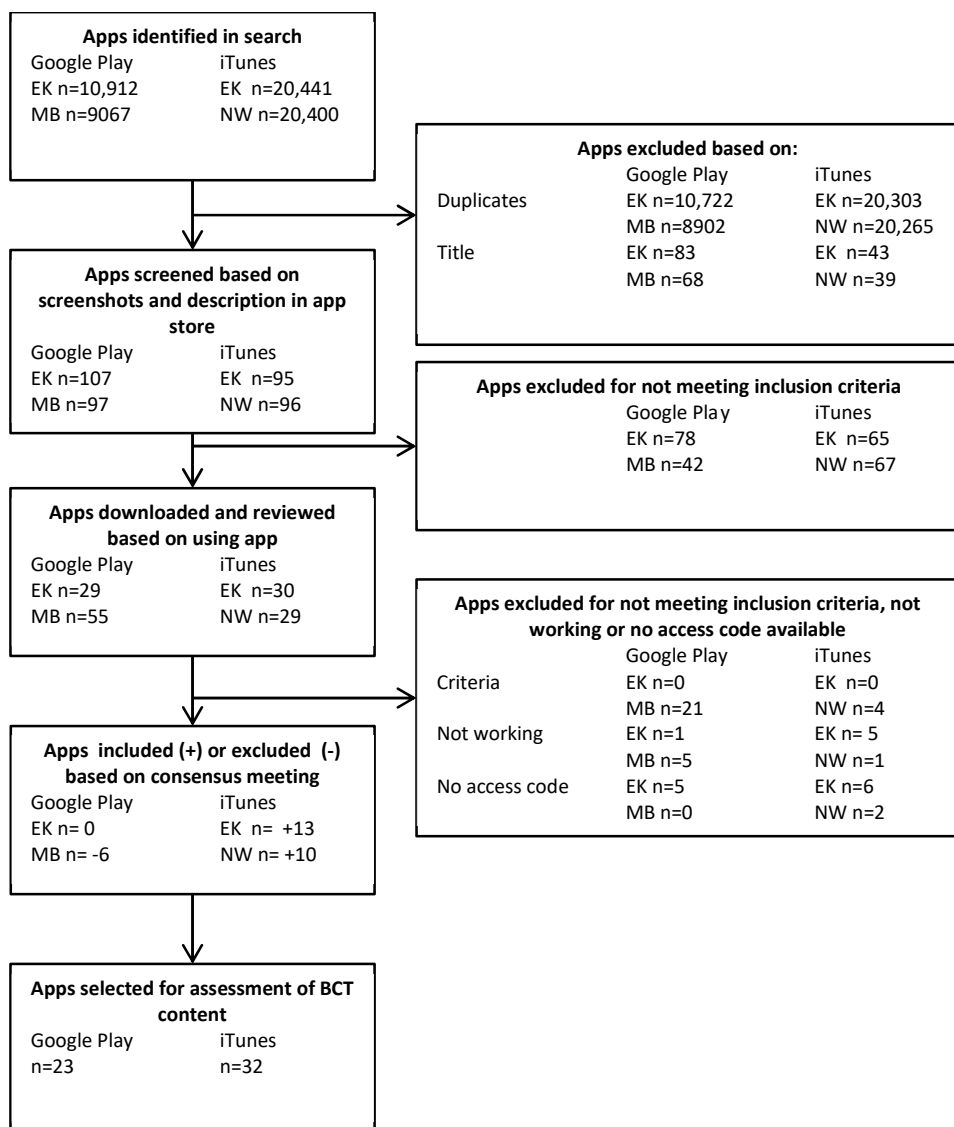 Apps identified in search
Google Play iTunes
EK n=10,912 EK n=20,441
MB n=9067 NW n=20,400
Apps excluded based on:
Google Play iTunes
Duplicates EK n=10,722 EK n=20,303
MB n=8902 NW n=20,265
Title EK n=83 EK n=43
MB n=68 NW n=39
Apps screened based on
screenshots and description in app
store
Google Play iTunes
EK n=107 EK n=95
MB n=97 NW n=96
Apps excluded for not meeting inclusion criteria
Google Play iTunes
EK n=78 EK n=65
MB n=42 NW n=67
Apps downloaded and reviewed
based on using app
Google Play iTunes
EK n=29 EK n=30
MB n=55 NW n=29
Apps excluded for not meeting inclusion criteria, not
working or no access code available
Google Play iTunes
Criteria EK n=0 EK n=0
MB n=21 NW n=4
Not working EK n=1 EK n= 5
MB n=5 NW n=1
No access code EK n=5 EK n=6
MB n=0 NW n=2
Apps included (+) or excluded (-)
based on consensus meeting
Google Play iTunes
EK n= 0 EK n= +13
MB n= -6 NW n= +10
Apps selected for assessment of BCT
content
Google Play iTunes
n=23 n=32